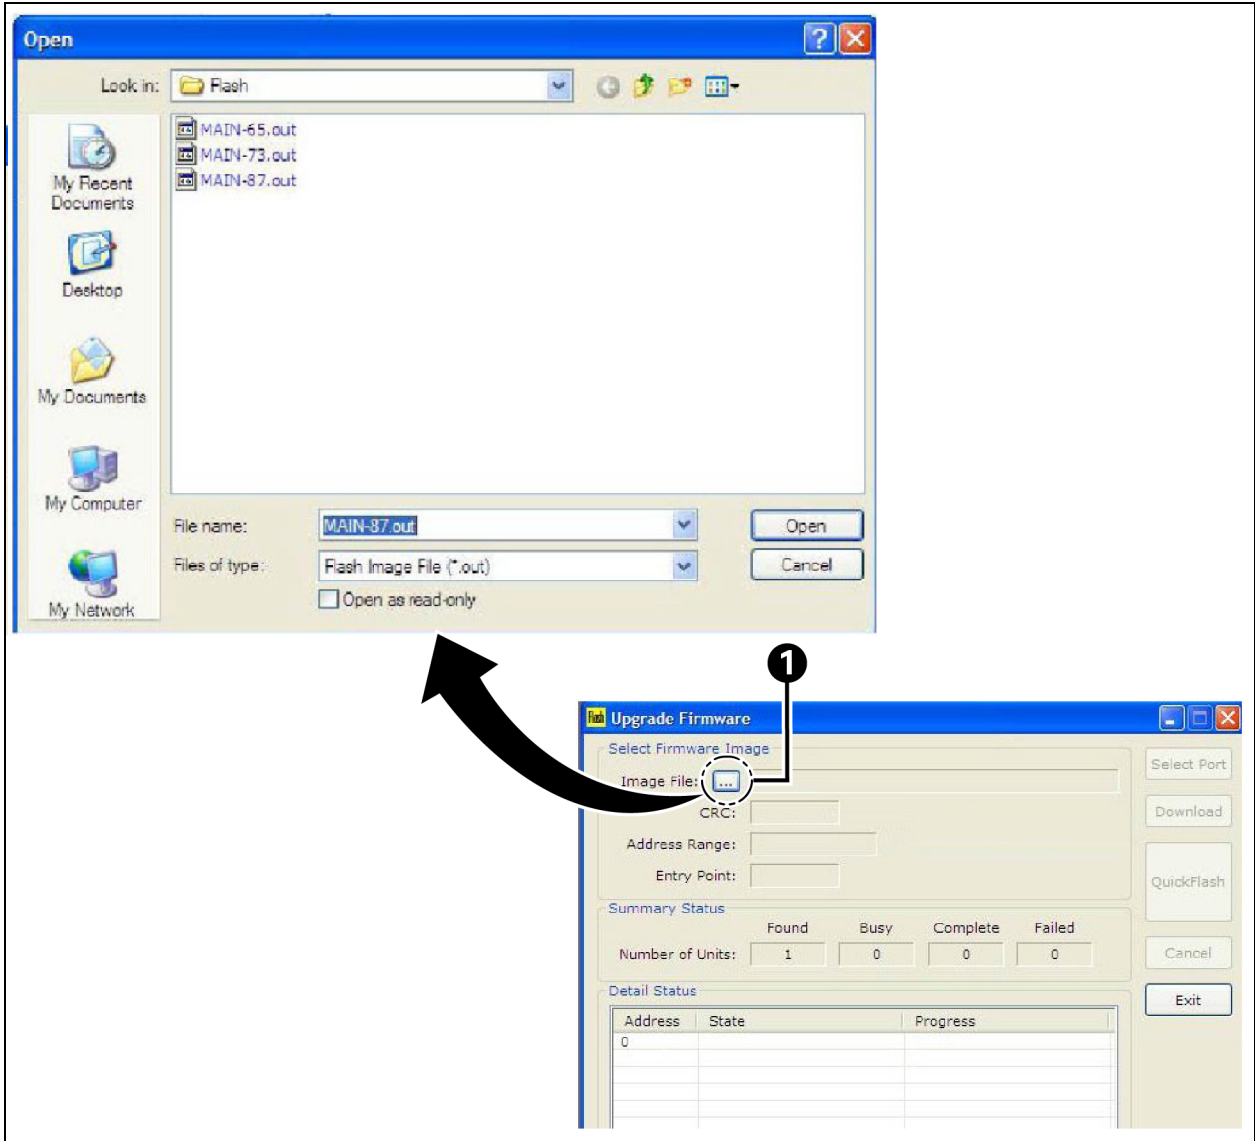 Open
Look in: Flash
MAIN-65.out
MAIN-73.out
MAIN-87.out
My Recent
Documents
Desktop
My Documents
My Computer
My Network
File name: MAIN-87.out Open
Files of type: Flash Image File (*.out) Cancel
Open as read-only
1
Flash Upgrade Firmware
Select Firmware Image
Select Port
Image File: ...
CRC:
Download
Address Range:
Entry Point:
QuickFlash
Summary Status
Found Busy Complete Failed
Number of Units: 1 0 0 0
Cancel
Detail Status
Exit
Address State Progress
0